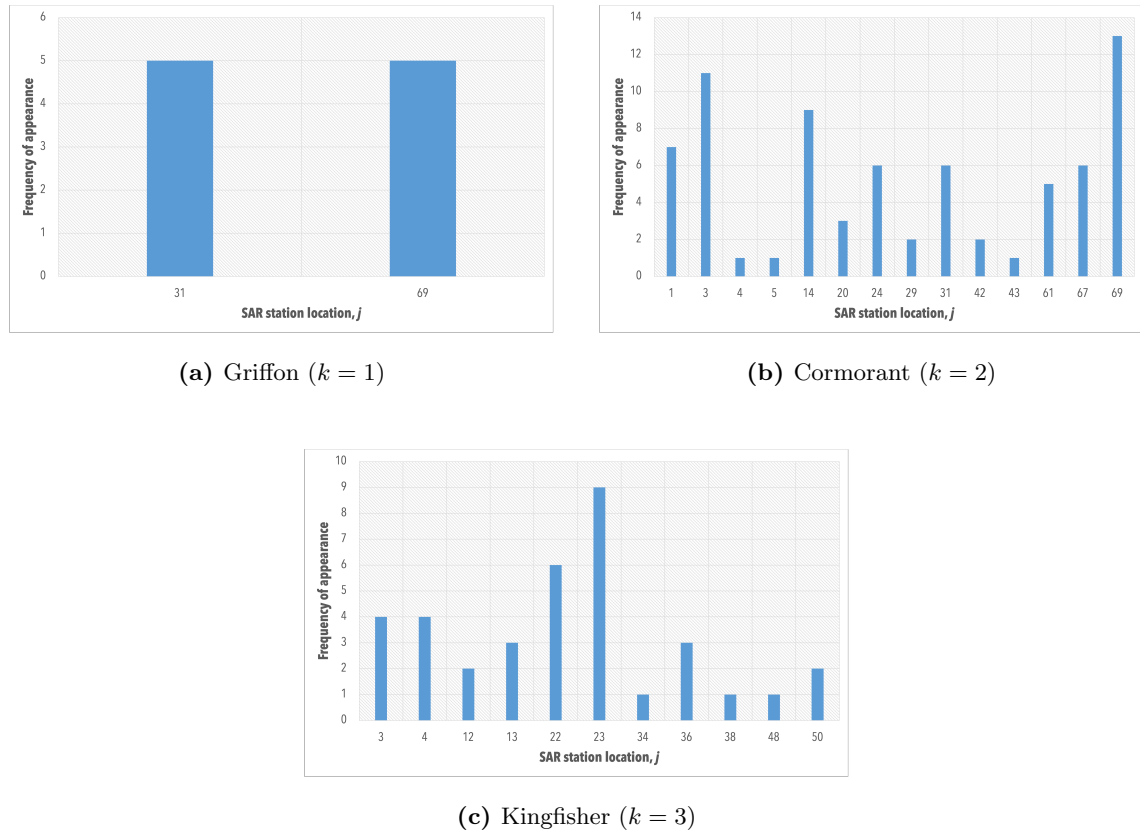 6
5
4
3
2
1
0
Frequency of appearance
31 69
SAR station location, j
(a) Griffon (k = 1)
14
12
10
8
6
4
2
0
Frequency of appearance
1 3 4 5 14 20 24 29 31 42 43 61 67 69
SAR station location, j
(b) Cormorant (k = 2)
10
9
8
7
6
5
4
3
2
1
0
Frequency of appearance
3 4 12 13 22 23 34 36 38 48 50
SAR station location, j
(c) Kingfisher (k = 3)